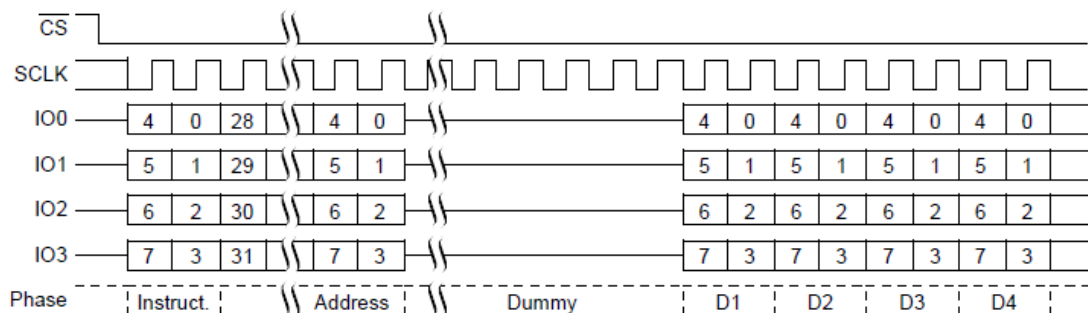 CS
SCLK
IO0 4 0 28 4 0 4 0 4 0 4 0 4 0
IO1 5 1 29 5 1 5 1 5 1 5 1 5 1
IO2 6 2 30 6 2 6 2 6 2 6 2 6 2
IO3 7 3 31 7 3 7 3 7 3 7 3 7 3
Phase Instruct. Address Dummy D1 D2 D3 D4